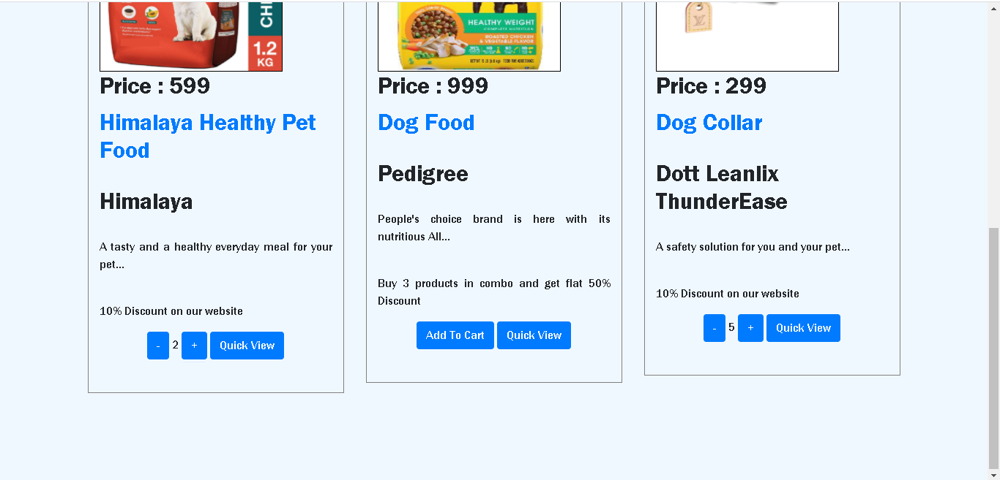 CHI
1.2
KG
Price : 599
Himalaya Healthy Pet
Food
Himalaya
A tasty and a healthy everyday meal for your
pet...
10% Discount on our website
- 2 + Quick View
HEALTHY WEIGHT
COMPLETE NUTRITION
ROASTED CHICKEN
& VEGETABLE FLAVOR
Price : 999
Dog Food
Pedigree
People's choice brand is here with its
nutritious All...
Buy 3 products in combo and get flat 50%
Discount
Add To Cart Quick View
Price : 299
Dog Collar
Dott Leanlix
ThunderEase
A safety solution for you and your pet...
10% Discount on our website
- 5 + Quick View